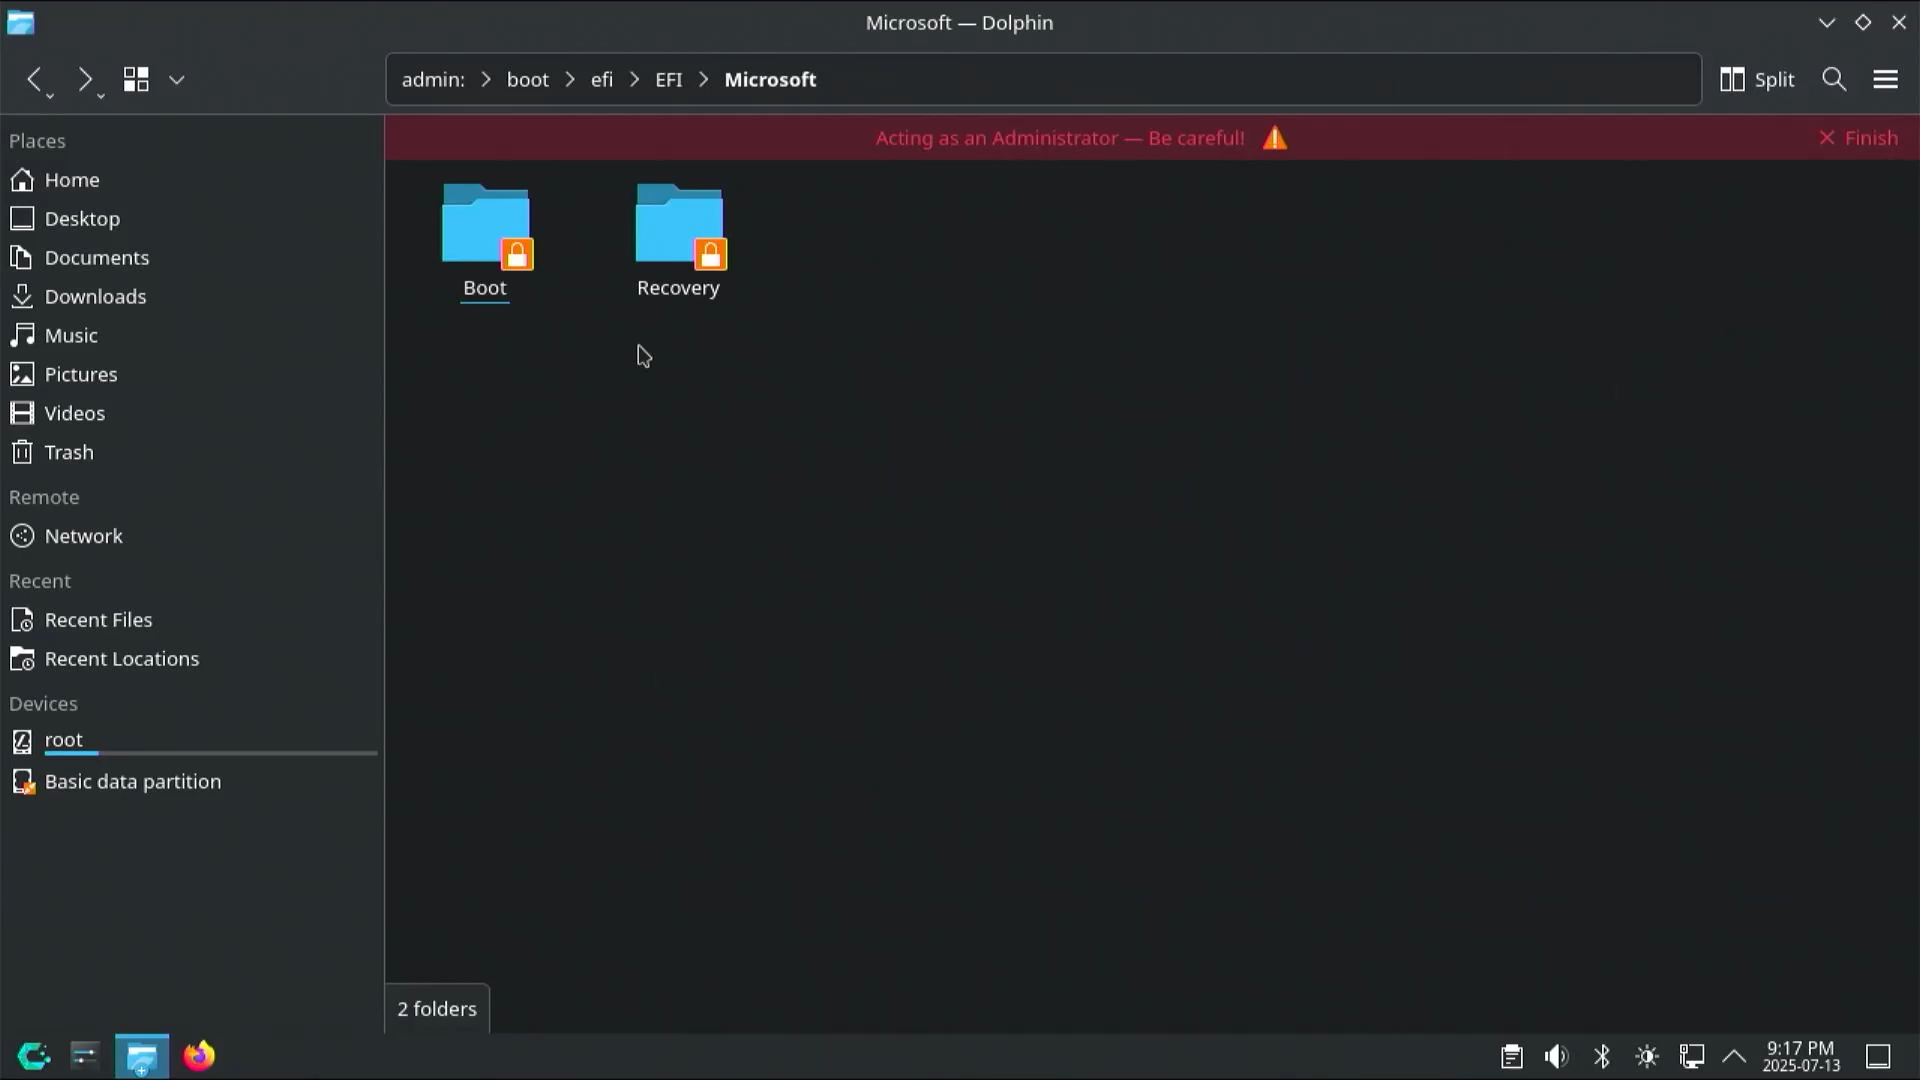 Microsoft — Dolphin
admin: > boot > efi > EFI > Microsoft
Split
Places
Acting as an Administrator — Be careful!
Finish
Home
Desktop
Documents
Downloads
Music
Pictures
Videos
Trash
Remote
Network
Recent
Recent Files
Recent Locations
Devices
root
Basic data partition
Boot
Recovery
2 folders
9:17 PM
2025-07-13